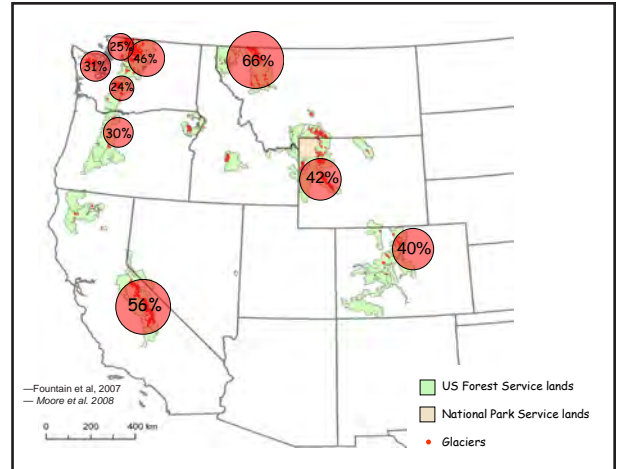 25%
46%
31%
24%
66%
30%
42%
40%
56%
—Fountain et al, 2007
— Moore et al. 2008
US Forest Service lands
National Park Service lands
Glaciers
0 200 400 km